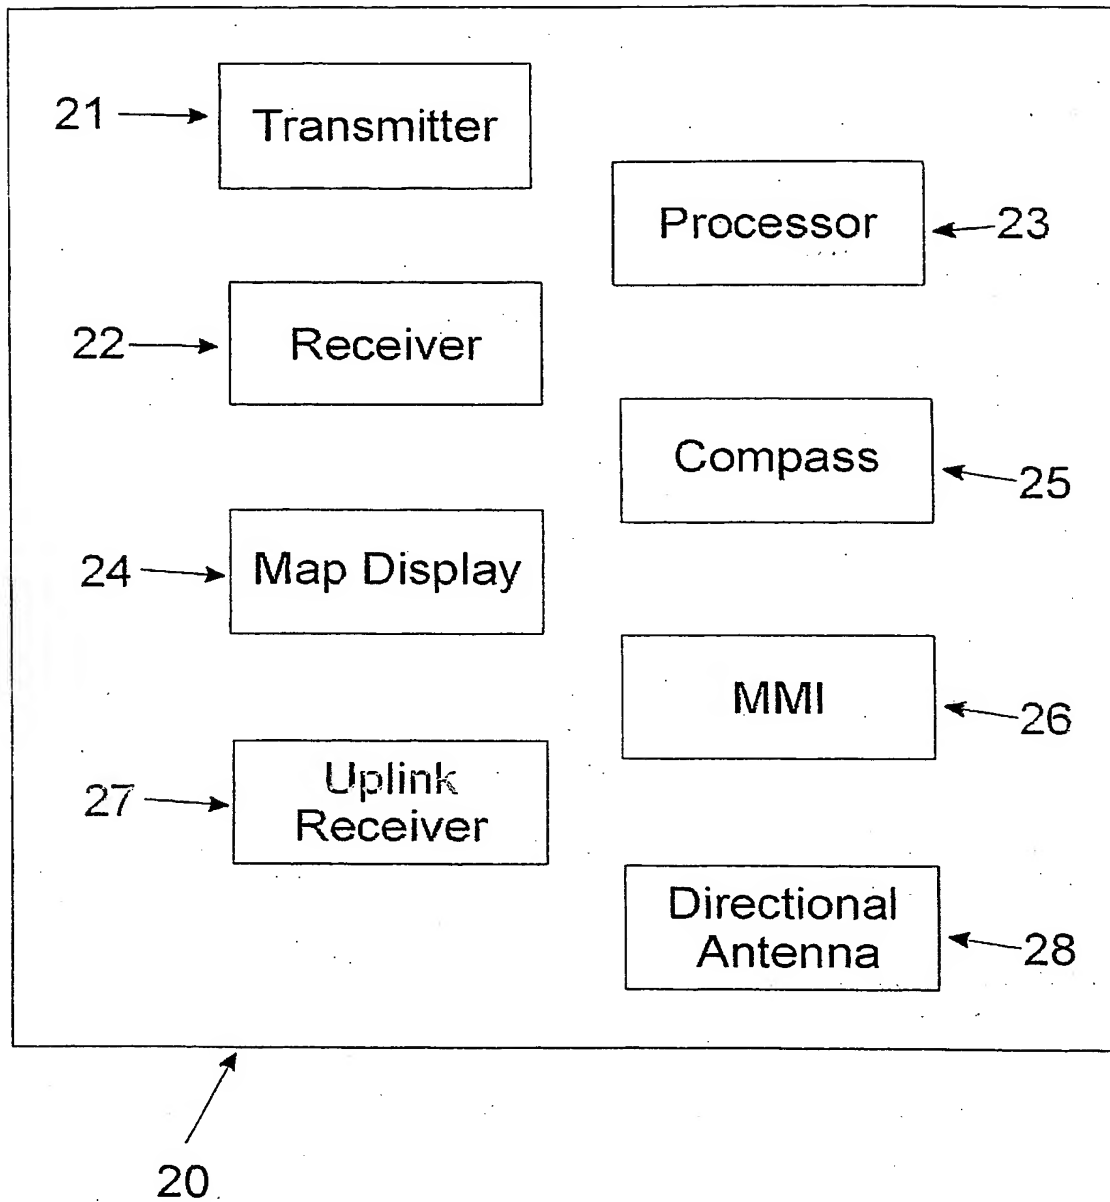 21
Transmitter
Processor
23
22
Receiver
Compass
25
24
Map Display
MMI
26
27
Uplink
Receiver
Directional
Antenna
28
20